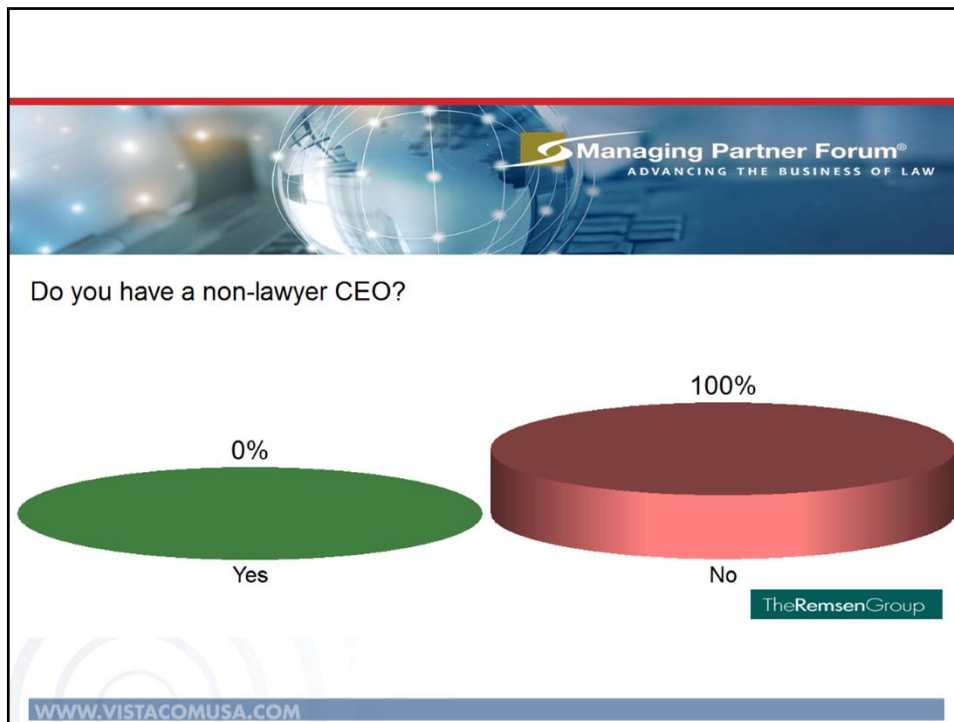 Managing Partner Forum®
ADVANCING THE BUSINESS OF LAW
Do you have a non-lawyer CEO?
100%
0%
Yes
No
TheRemsenGroup
WWW.VISTACOMUSA.COM